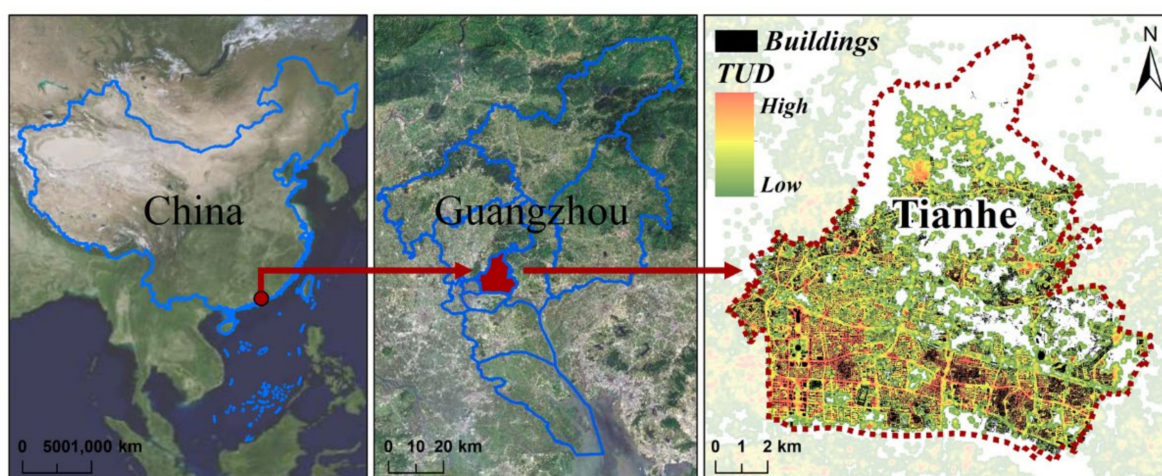 China
0 5001,000 km
Guangzhou
0 10 20 km
Buildings
TUD
High
Low
N
Tianhe
0 1 2 km